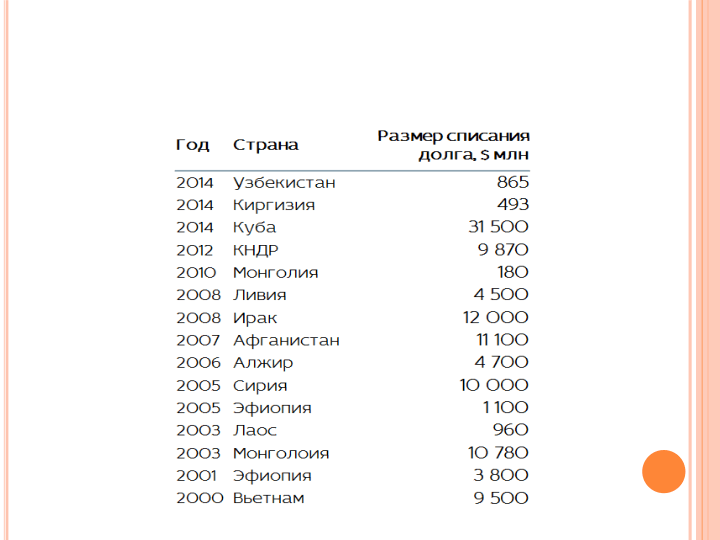 Год Страна Размер списания
долга, $ млн
2014 Узбекистан 865
2014 Киргизия 493
2014 Куба 31 500
2012 КНДР 9 870
2010 Монголия 180
2008 Ливия 4 500
2008 Ирак 12 000
2007 Афганистан 11 100
2006 Алжир 4 700
2005 Сирия 10 000
2005 Эфиопия 1 100
2003 Лаос 960
2003 Монголоия 10 780
2001 Эфиопия 3 800
2000 Вьетнам 9 500